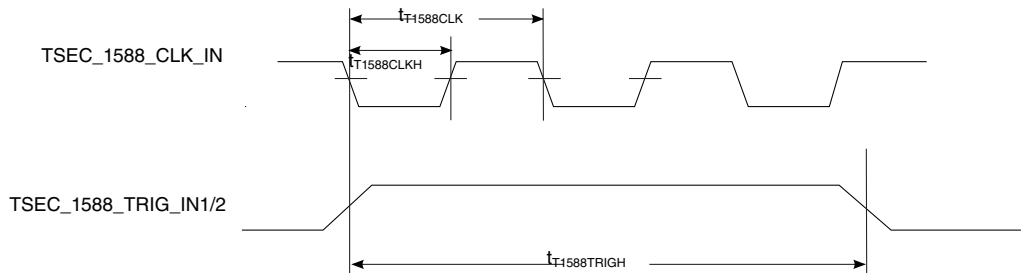 tT1588CLK
TSEC_1588_CLK_IN
tT1588CLKH
TSEC_1588_TRIG_IN1/2
tT1588TRIGH